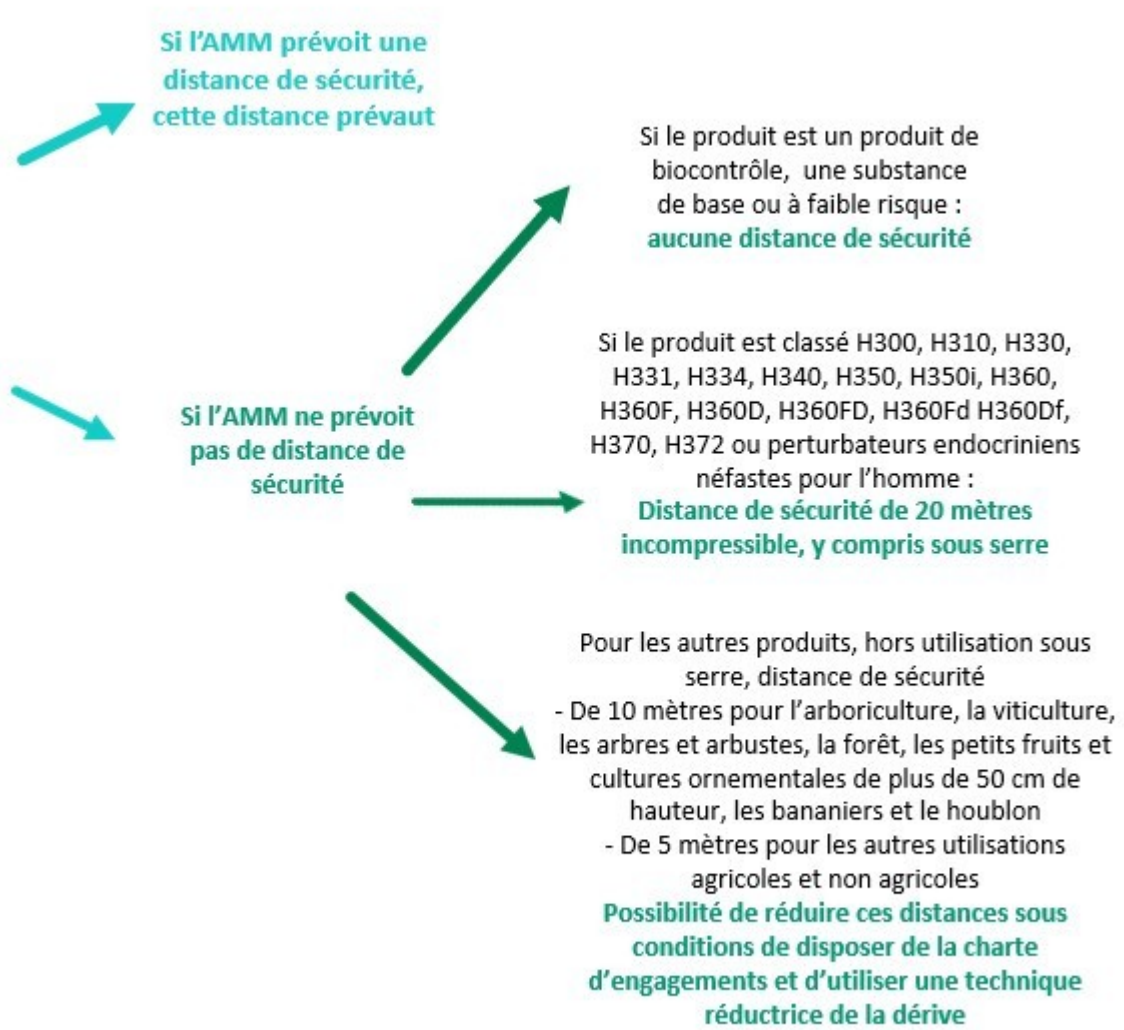 Si l'AMM prévoit une
distance de sécurité,
cette distance prévaut
Si l'AMM ne prévoit
pas de distance de
sécurité
Si le produit est un produit de
biocontrôle, une substance
de base ou à faible risque :
aucune distance de sécurité
Si le produit est classé H300, H310, H330,
H331, H334, H340, H350, H350i, H360,
H360F, H360D, H360FD, H360Fd H360Df,
H370, H372 ou perturbateurs endocriniens
néfastes pour l'homme :
Distance de sécurité de 20 mètres
incompressible, y compris sous serre
Pour les autres produits, hors utilisation sous
serre, distance de sécurité
- De 10 mètres pour l'arboriculture, la viticulture,
les arbres et arbustes, la forêt, les petits fruits et
cultures ornementales de plus de 50 cm de
hauteur, les bananiers et le houblon
- De 5 mètres pour les autres utilisations
agricoles et non agricoles
Possibilité de réduire ces distances sous
conditions de disposer de la charte
d'engagements et d'utiliser une technique
réductrice de la dérive